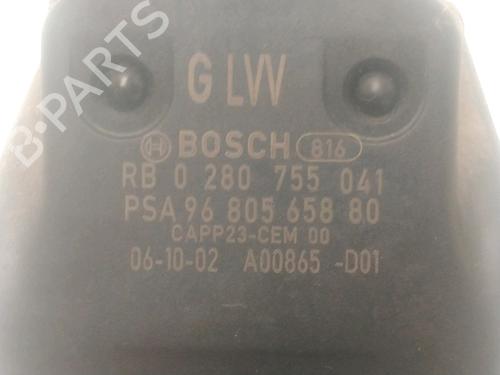 B-PARTS
G LVV
BOSCH 816
RB 0 280 755 041
PSA 96 805 658 80
CAPP23-CEM 00
06-10-02 A00865 -D01